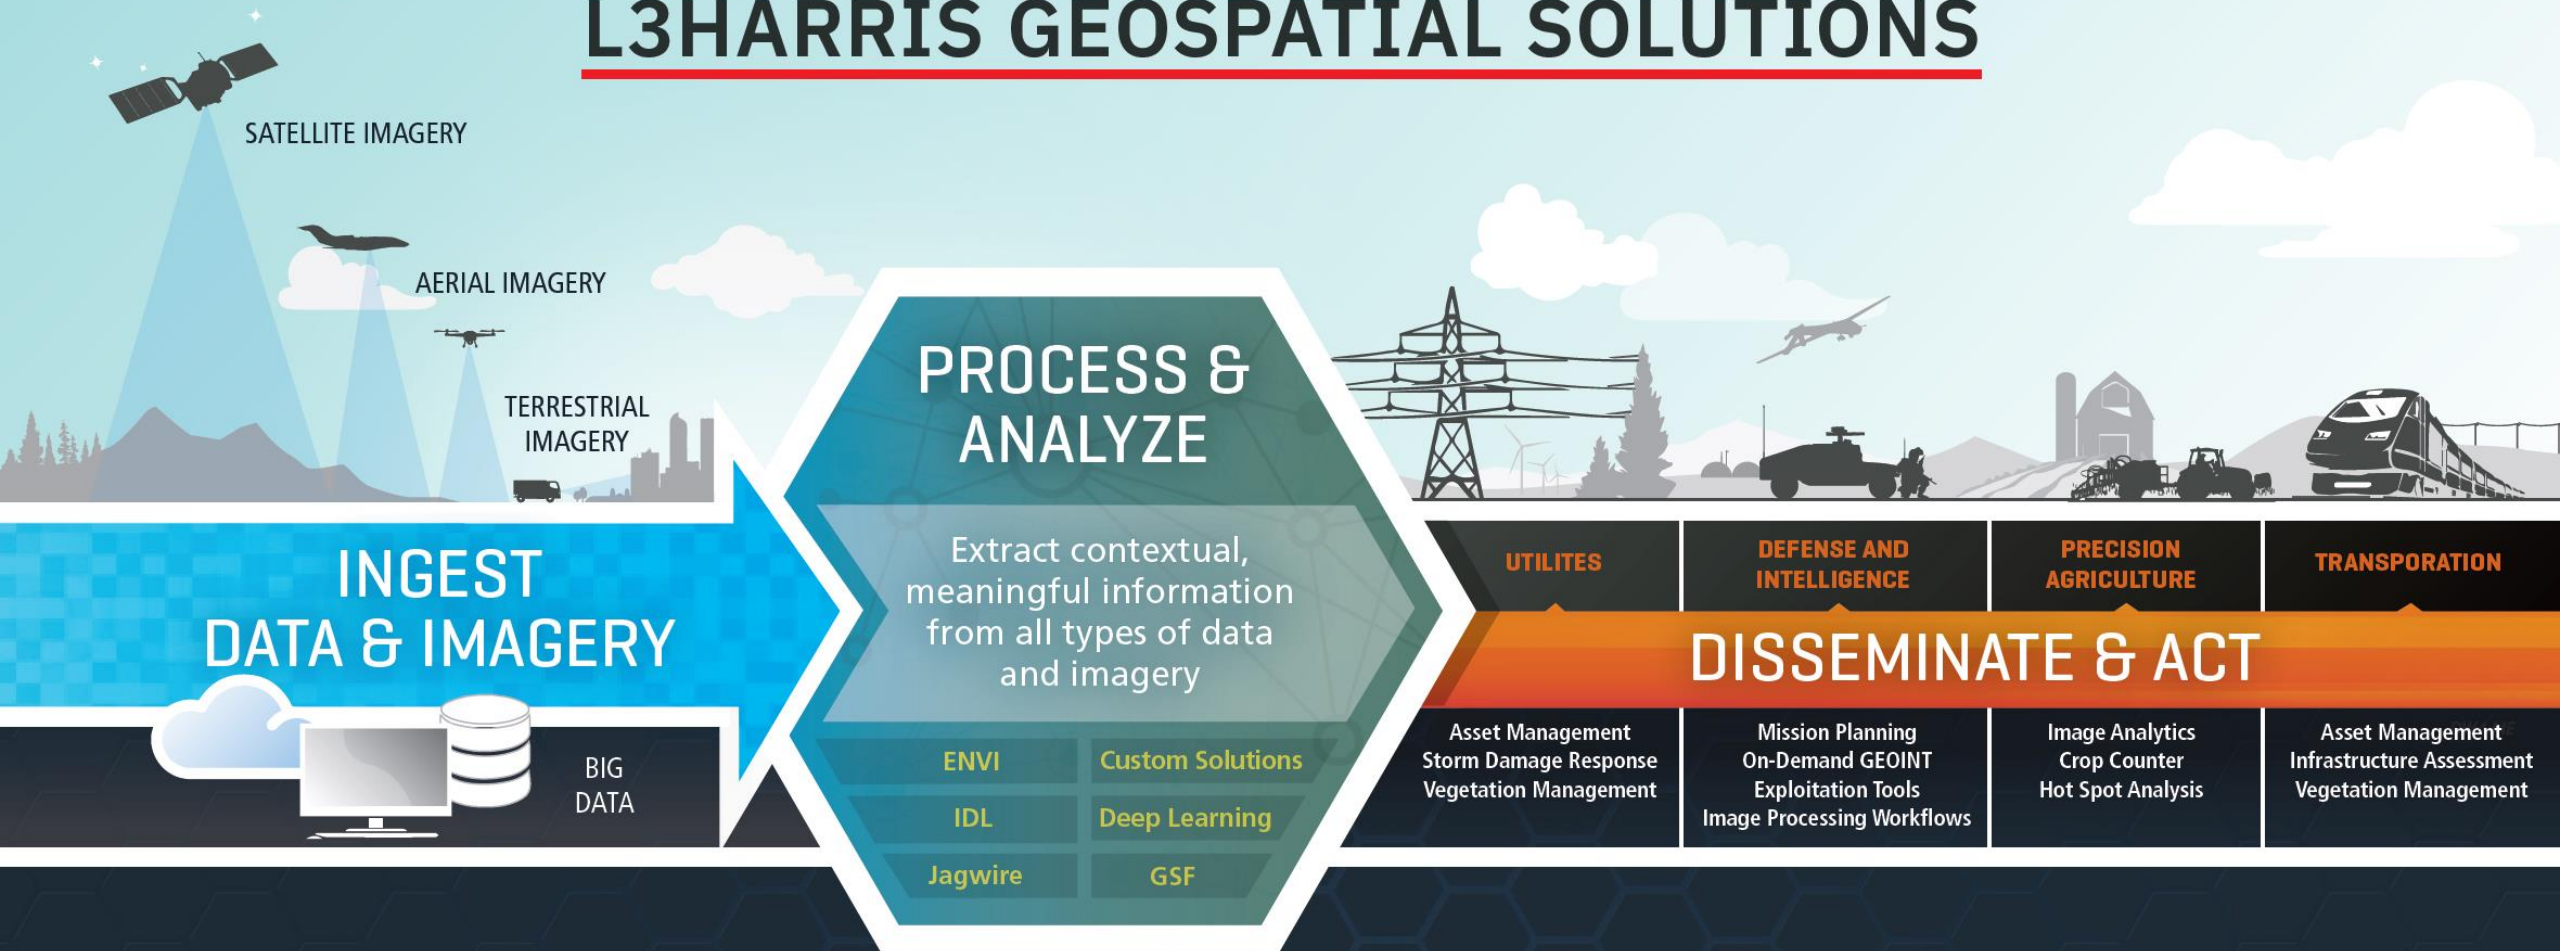 L3HARRIS GEOSPATIAL SOLUTIONS
SATELLITE IMAGERY
AERIAL IMAGERY
TERRESTRIAL
IMAGERY
INGEST
DATA & IMAGERY
BIG
DATA
PROCESS &
ANALYZE
Extract contextual,
meaningful information
from all types of data
and imagery
ENVI
Custom Solutions
IDL
Deep Learning
Jagwire
GSF
UTILITES
DEFENSE AND
INTELLIGENCE
PRECISION
AGRICULTURE
TRANSPORATION
DISSEMINATE & ACT
Asset Management
Storm Damage Response
Vegetation Management
Mission Planning
On-Demand GEOINT
Exploitation Tools
Image Processing Workflows
Image Analytics
Crop Counter
Hot Spot Analysis
Asset Management
Infrastructure Assessment
Vegetation Management